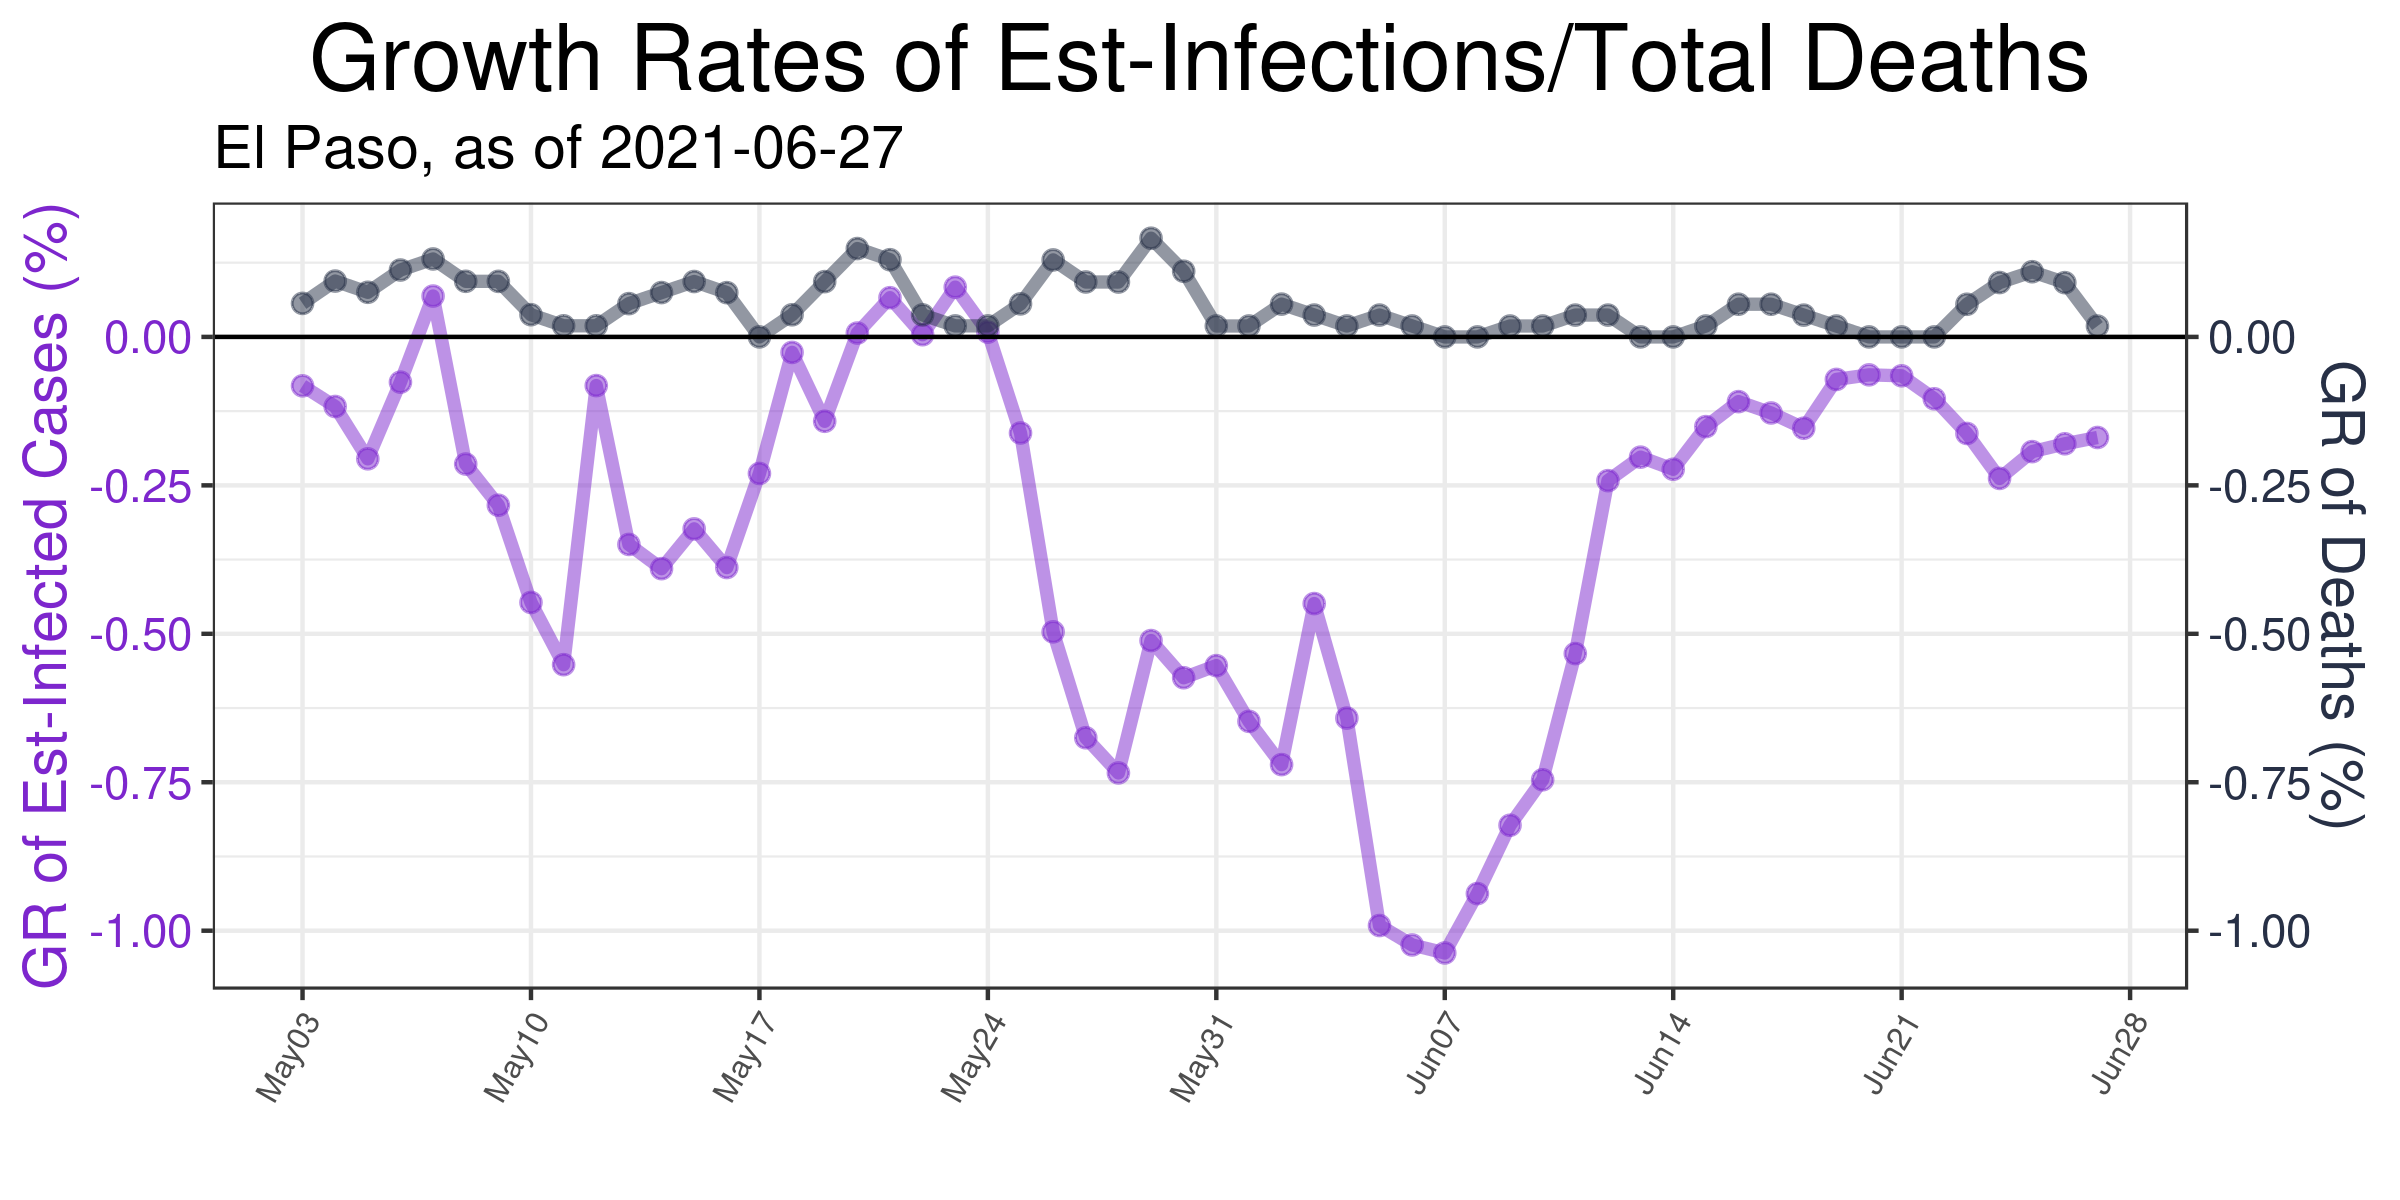 Growth Rates of Est-Infections/Total Deaths
El Paso, as of 2021-06-27
GR of Est-Infected Cases (%)
0.00
-0.25
-0.50
-0.75
-1.00
0.00
-0.25
-0.50
-0.75
-1.00
GR of Deaths (%)
May03
May10
May17
May24
May31
Jun07
Jun14
Jun21
Jun28